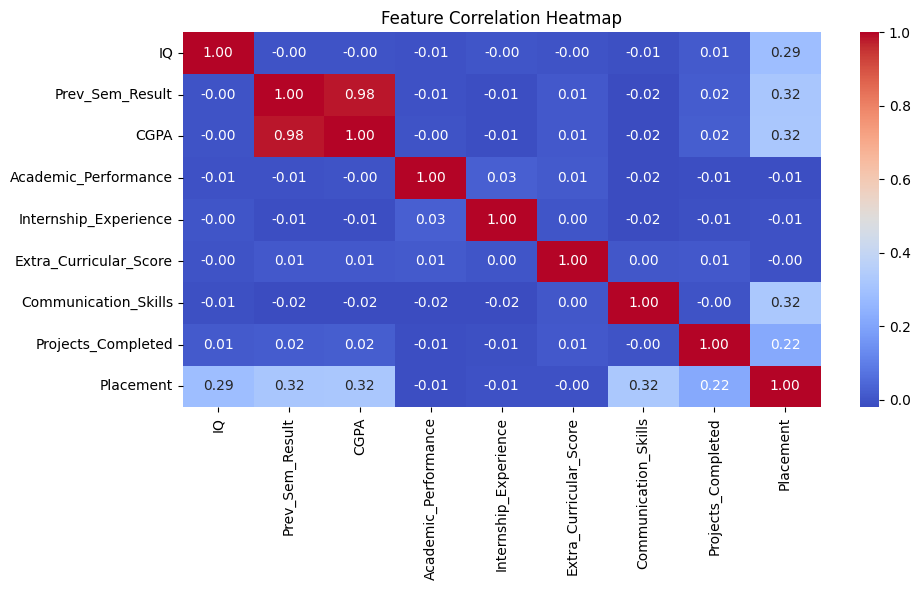 Feature Correlation Heatmap
IQ 1.00 -0.00 -0.00 -0.01 -0.00 -0.00 -0.01 0.01 0.29
Prev_Sem_Result -0.00 1.00 0.98 -0.01 -0.01 0.01 -0.02 0.02 0.32
CGPA -0.00 0.98 1.00 -0.00 -0.01 0.01 -0.02 0.02 0.32
Academic_Performance -0.01 -0.01 -0.00 1.00 0.03 0.01 -0.02 -0.01 -0.01
Internship_Experience -0.00 -0.01 -0.01 0.03 1.00 0.00 -0.02 -0.01 -0.01
Extra_Curricular_Score -0.00 0.01 0.01 0.01 0.00 1.00 0.00 0.01 -0.00
Communication_Skills -0.01 -0.02 -0.02 -0.02 -0.02 0.00 1.00 -0.00 0.32
Projects_Completed 0.01 0.02 0.02 -0.01 -0.01 0.01 -0.00 1.00 0.22
Placement 0.29 0.32 0.32 -0.01 -0.01 -0.00 0.32 0.22 1.00
IQ
Prev_Sem_Result
CGPA
Academic_Performance
Internship_Experience
Extra_Curricular_Score
Communication_Skills
Projects_Completed
Placement
1.0
0.8
0.6
0.4
0.2
0.0